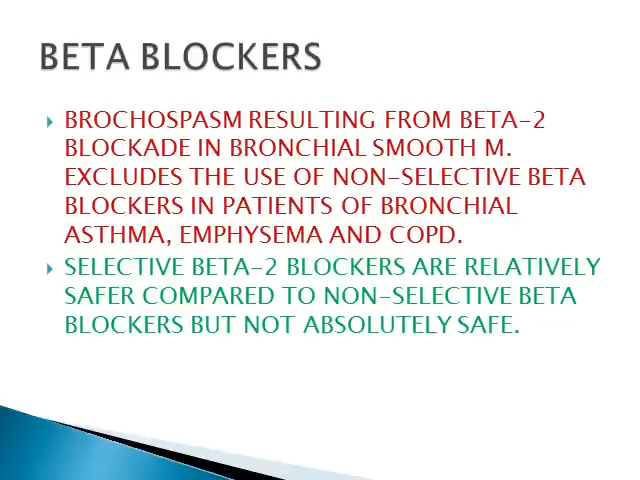 BETA BLOCKERS
BROCHOSPASM RESULTING FROM BETA-2
BLOCKADE IN BRONCHIAL SMOOTH M.
EXCLUDES THE USE OF NON-SELECTIVE BETA
BLOCKERS IN PATIENTS OF BRONCHIAL
ASTHMA, EMPHYSEMA AND COPD.
SELECTIVE BETA-2 BLOCKERS ARE RELATIVELY
SAFER COMPARED TO NON-SELECTIVE BETA
BLOCKERS BUT NOT ABSOLUTELY SAFE.